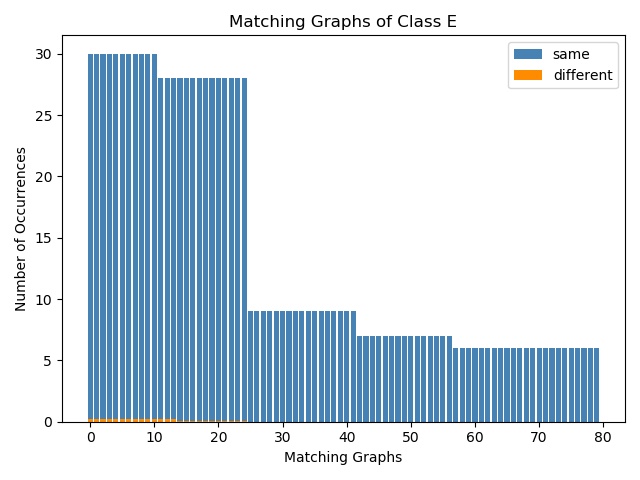 Matching Graphs of Class E
same
different
Number of Occurrences
30
25
20
15
10
5
0
0 10 20 30 40 50 60 70 80
Matching Graphs